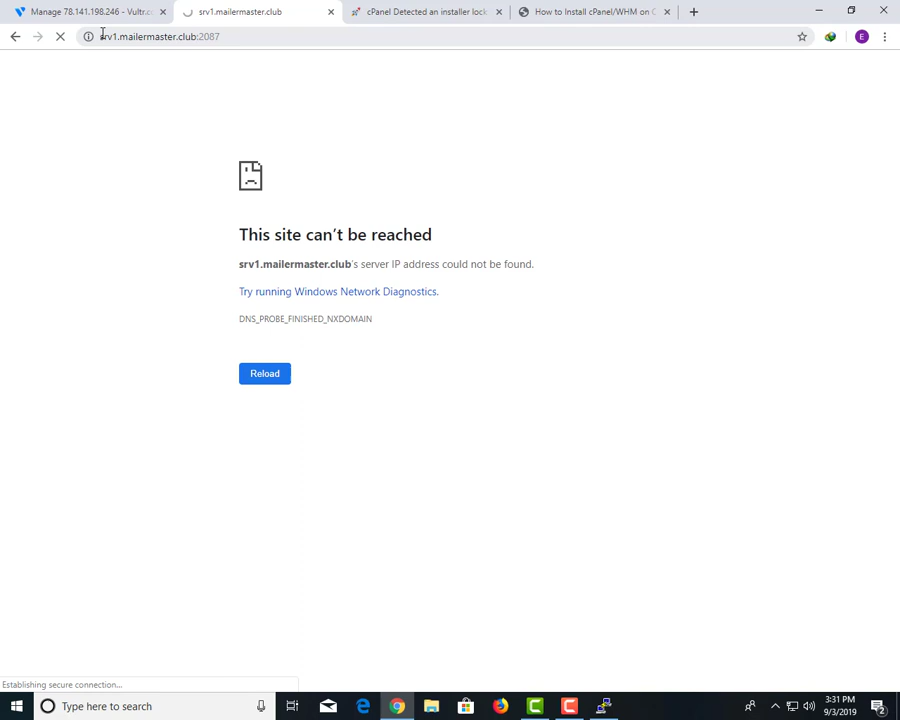 Manage 78.141.198.246 - Vultr.c
srv1.mailermaster.club
cPanel Detected an installer lock
How to Install cPanel/WHM on C
srv1.mailermaster.club:2087
E
This site can't be reached
srv1.mailermaster.club's server IP address could not be found.
Try running Windows Network Diagnostics.
DNS_PROBE_FINISHED_NXDOMAIN
Reload
Establishing secure connection...
Type here to search
3:31 PM
9/3/2019
2